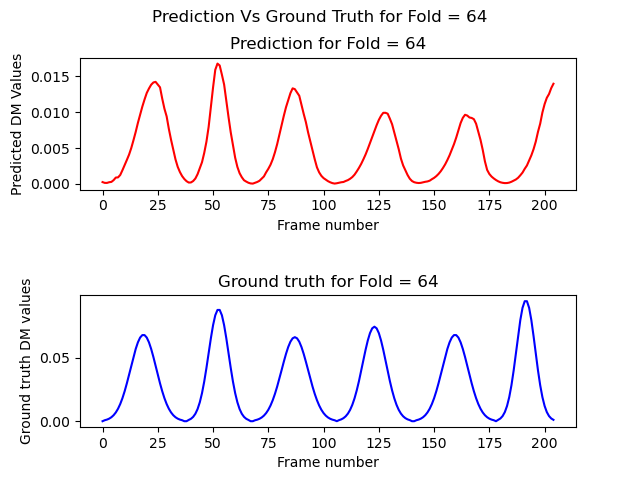 Prediction Vs Ground Truth for Fold = 64
Prediction for Fold = 64
Predicted DM Values
0.015
0.010
0.005
0.000
0 25 50 75 100 125 150 175 200
Frame number
Ground truth for Fold = 64
Ground truth DM values
0.05
0.00
0 25 50 75 100 125 150 175 200
Frame number